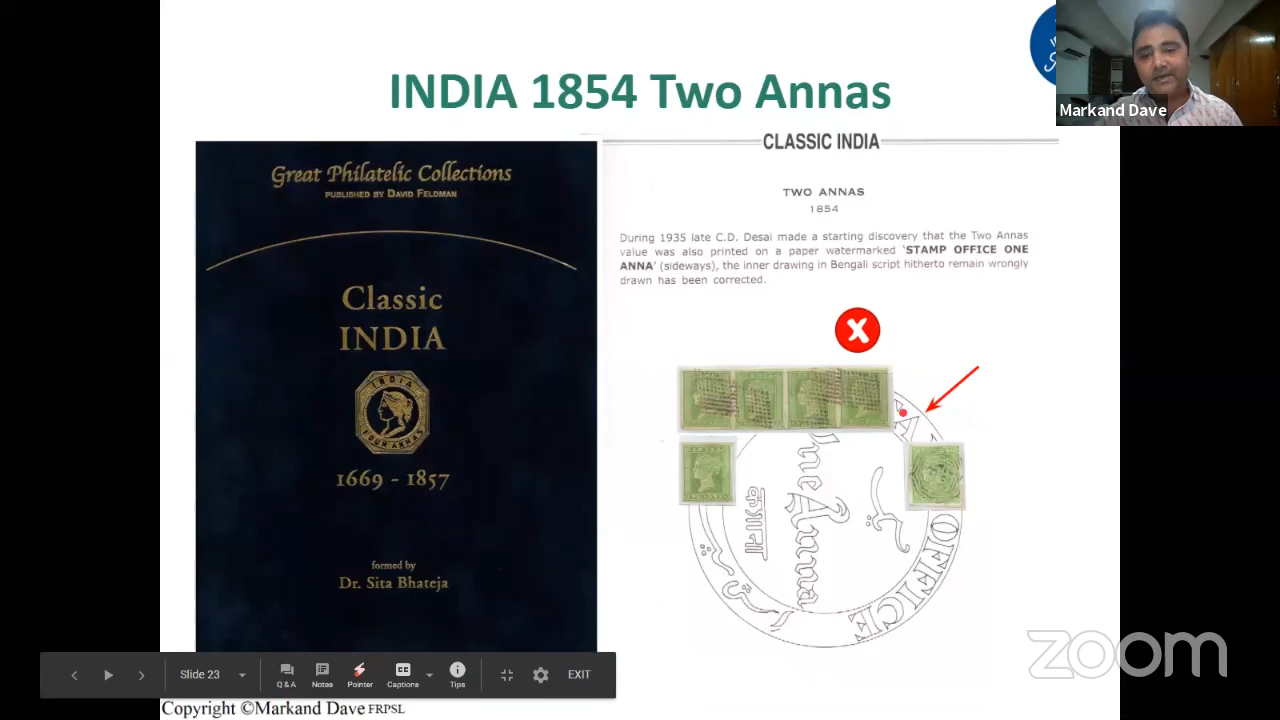 INDIA 1854 Two Annas
Markand Dave
Great Philatelic Collections
PUBLISHED BY DAVID FELDMAN
Classic
INDIA
INDIA
FOUR ANNAS
1669 - 1857
formed by
Dr. Sita Bhateja
CLASSIC INDIA
TWO ANNAS
1854
During 1935 late C.D. Desai made a starting discovery that the Two Annas
value was also printed on a paper watermarked ‘STAMP OFFICE ONE
ANNA’ (sideways), the inner drawing in Bengali script hitherto remain wrongly
drawn has been corrected.
One Anna
OFFICE
Slide 23
Q & A
Notes
Pointer
CC
Captions
Tips
EXIT
zoom
Copyright ©Markand Dave FRPSL